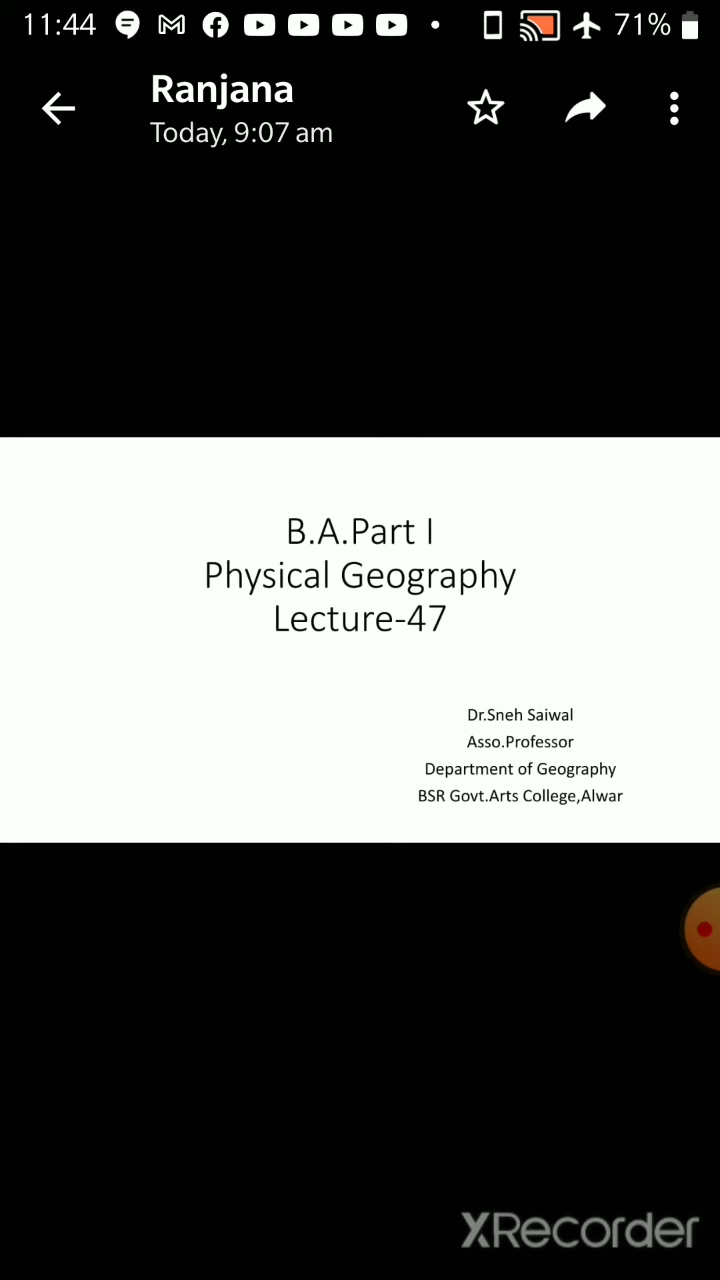 11:44 71%
Ranjana
Today, 9:07 am
B.A.Part I
Physical Geography
Lecture-47
Dr.Sneh Saiwal
Asso.Professor
Department of Geography
BSR Govt.Arts College,Alwar
XRecorder